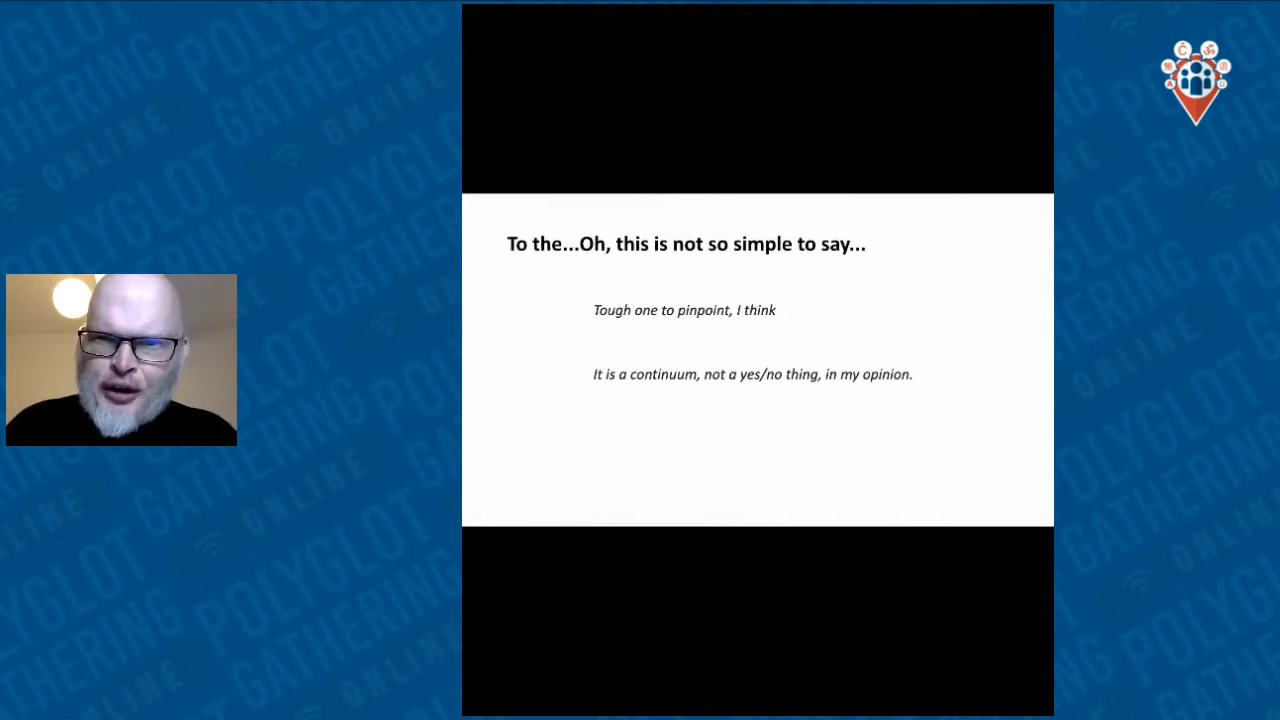 POLYGLOT
GATHERING
ONLINE
To the...Oh, this is not so simple to say...
Tough one to pinpoint, I think
It is a continuum, not a yes/no thing, in my opinion.